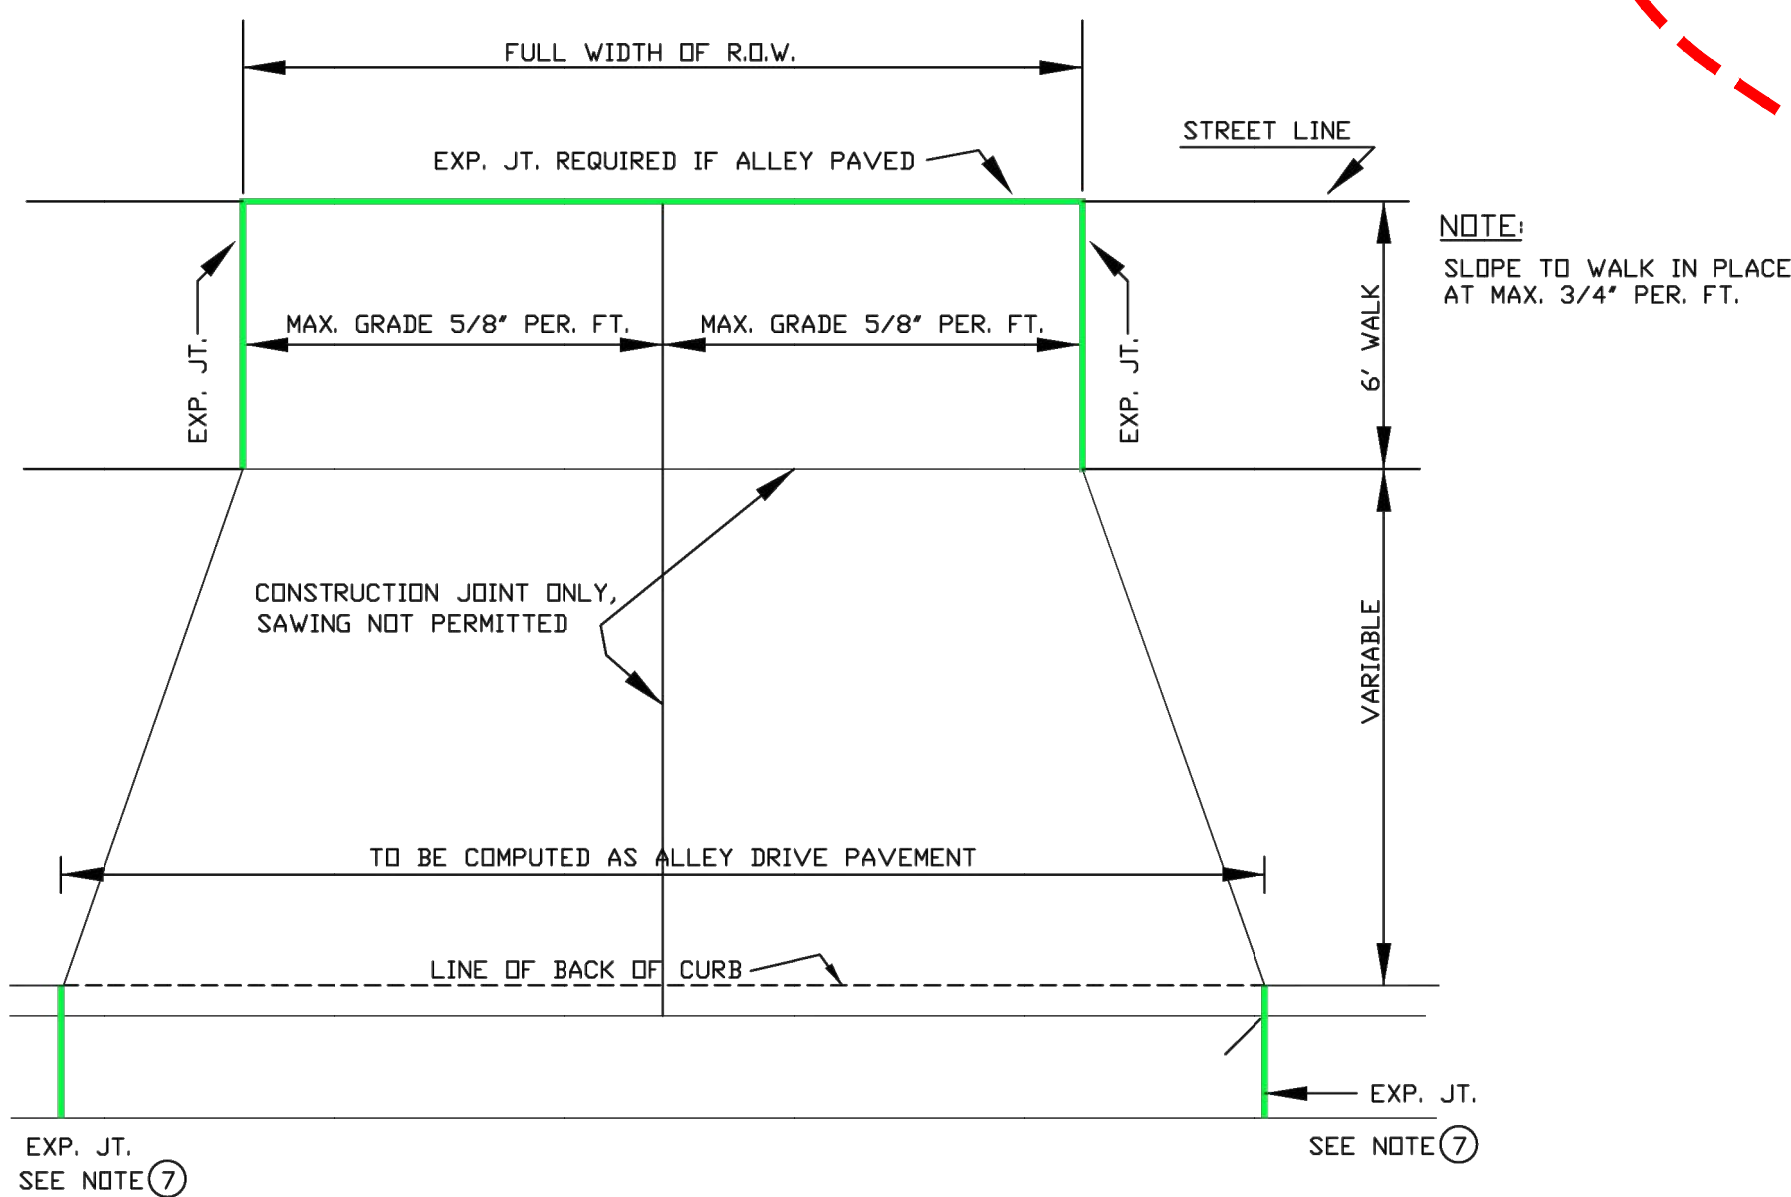 FULL WIDTH OF R.O.W.
STREET LINE
EXP. JT. REQUIRED IF ALLEY PAVED
NOTE:
SLOPE TO WALK IN PLACE
AT MAX. 3/4" PER. FT.
EXP. JT.
MAX. GRADE 5/8" PER. FT.
MAX. GRADE 5/8" PER. FT.
EXP. JT.
6' WALK
CONSTRUCTION JOINT ONLY,
SAWING NOT PERMITTED
VARIABLE
TO BE COMPUTED AS ALLEY DRIVE PAVEMENT
LINE OF BACK OF CURB
EXP. JT.
EXP. JT.
SEE NOTE 7
SEE NOTE 7